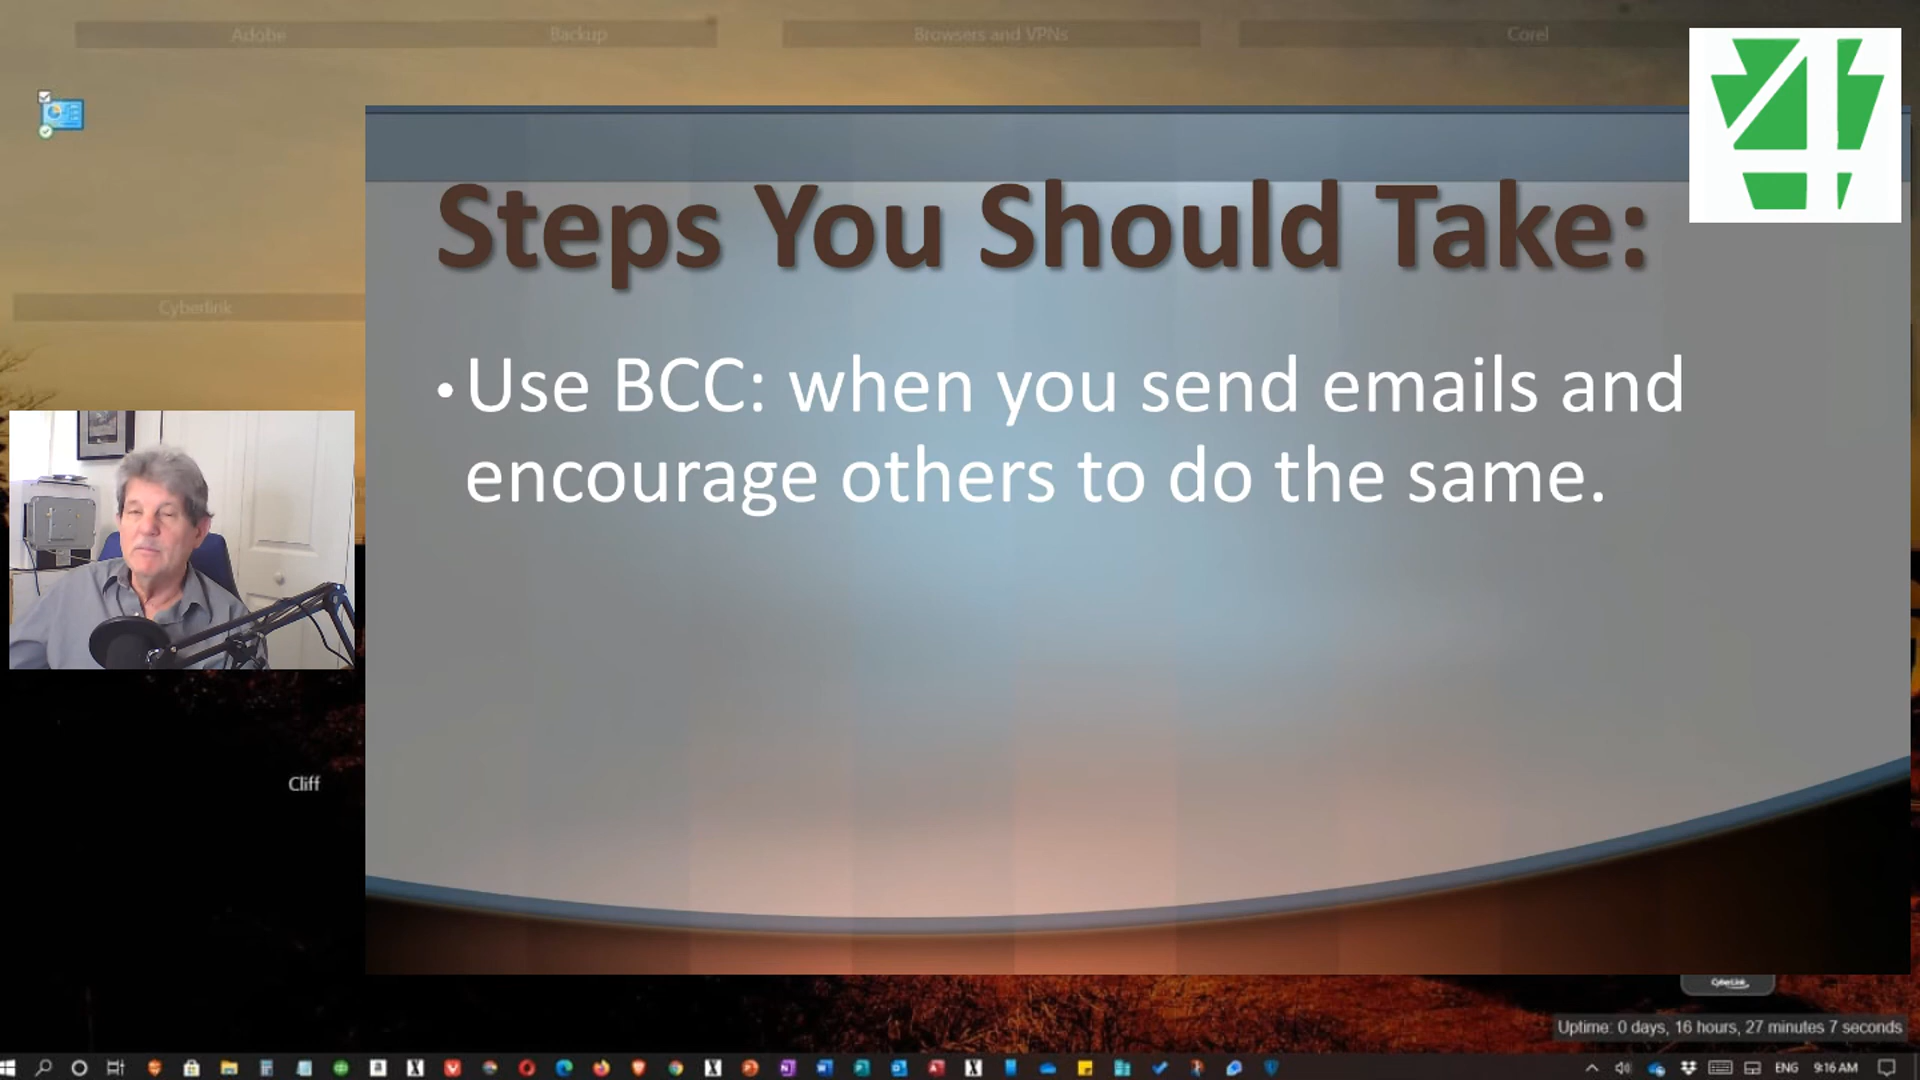 Adobe
Backup
Browsers and VPNs
Corel
Steps You Should Take:
Cyberlink
• Use BCC: when you send emails and
encourage others to do the same.
Cliff
CyberLink
Uptime: 0 days, 16 hours, 27 minutes 7 seconds
ENG
9:16 AM